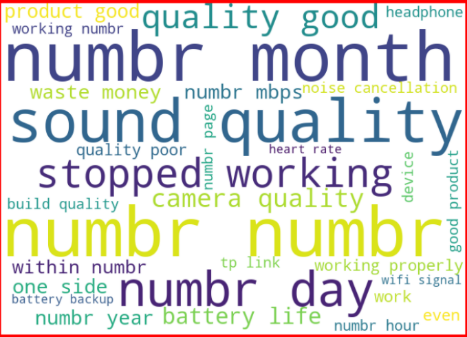 product good
quality good
headphone
working numbr
numbr month
waste money
numbr mbps
noise cancellation
sound quality
quality poor
numbr page
heart rate
stopped working
device
good product
camera quality
build quality
numbr numbr
within numbr
tp link
working properly
one side
numbr day
wifi signal
battery backup
work
numbr year
battery life
numbr hour
even